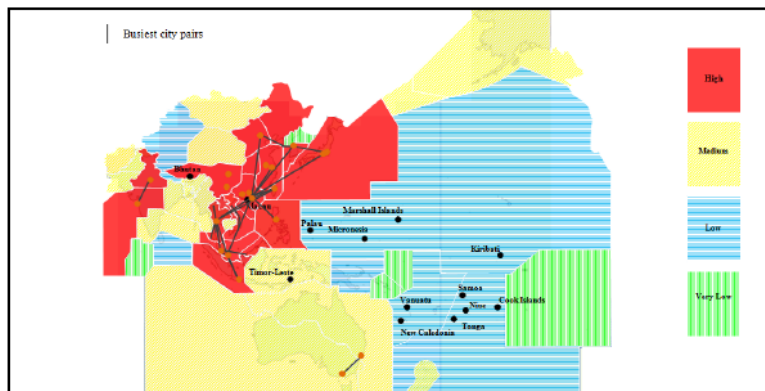 Busiest city pairs
High
Medium
Bhutan
Macau
Low
Marshall Islands
Palau
Micronesia
Kiribati
Timor-Leste
Samoa
Very Low
Vanuatu
Niue
Cook Islands
New Caledonia
Tonga